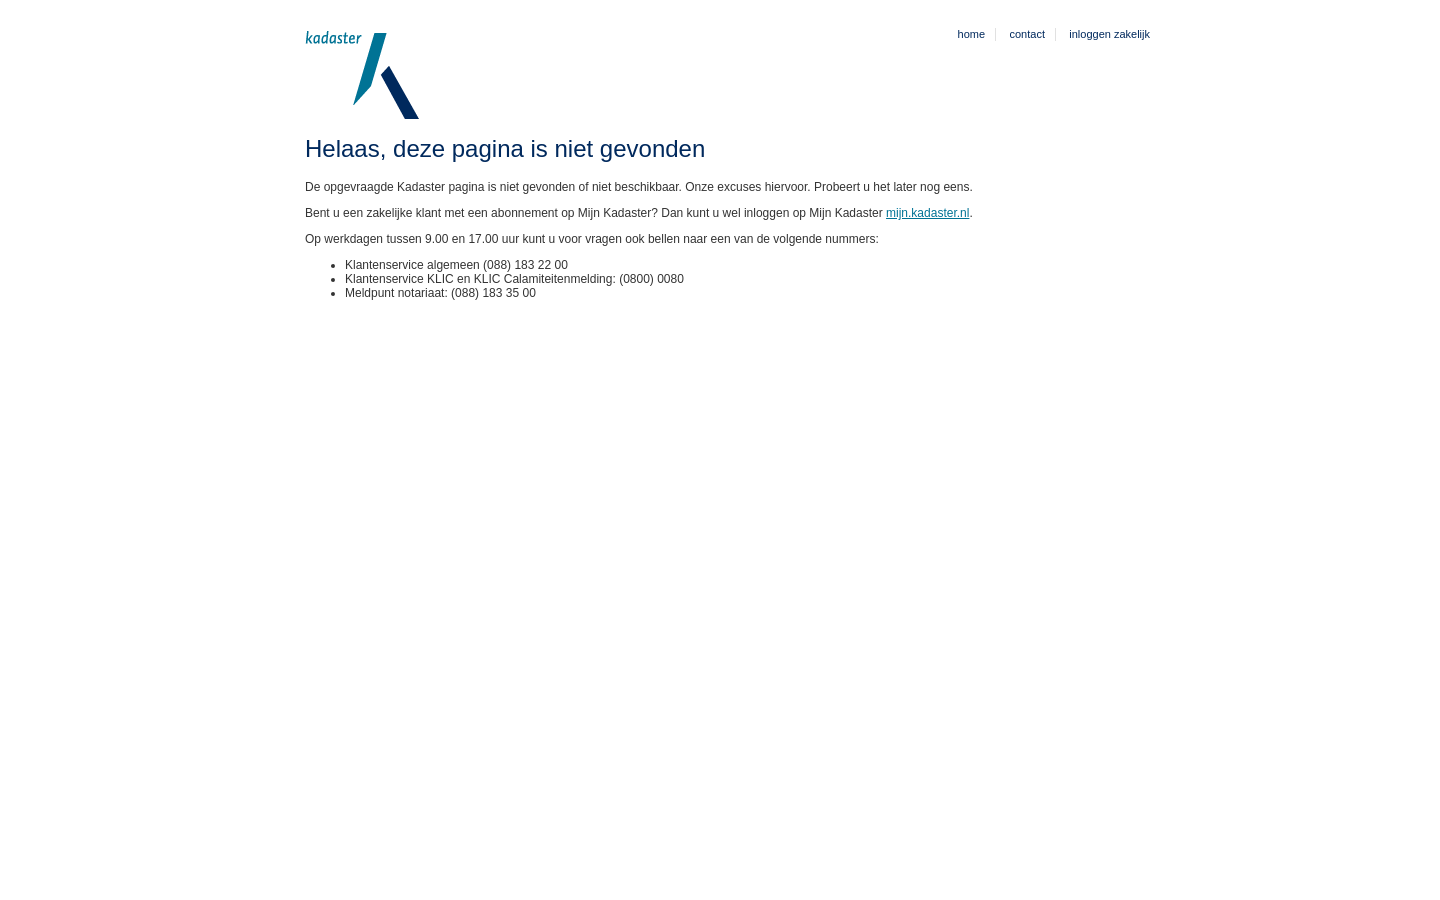 kadaster
home
contact
inloggen zakelijk
Helaas, deze pagina is niet gevonden
De opgevraagde Kadaster pagina is niet gevonden of niet beschikbaar. Onze excuses hiervoor. Probeert u het later nog eens.
Bent u een zakelijke klant met een abonnement op Mijn Kadaster? Dan kunt u wel inloggen op Mijn Kadaster mijn.kadaster.nl.
Op werkdagen tussen 9.00 en 17.00 uur kunt u voor vragen ook bellen naar een van de volgende nummers:
• Klantenservice algemeen (088) 183 22 00
• Klantenservice KLIC en KLIC Calamiteitenmelding: (0800) 0080
• Meldpunt notariaat: (088) 183 35 00